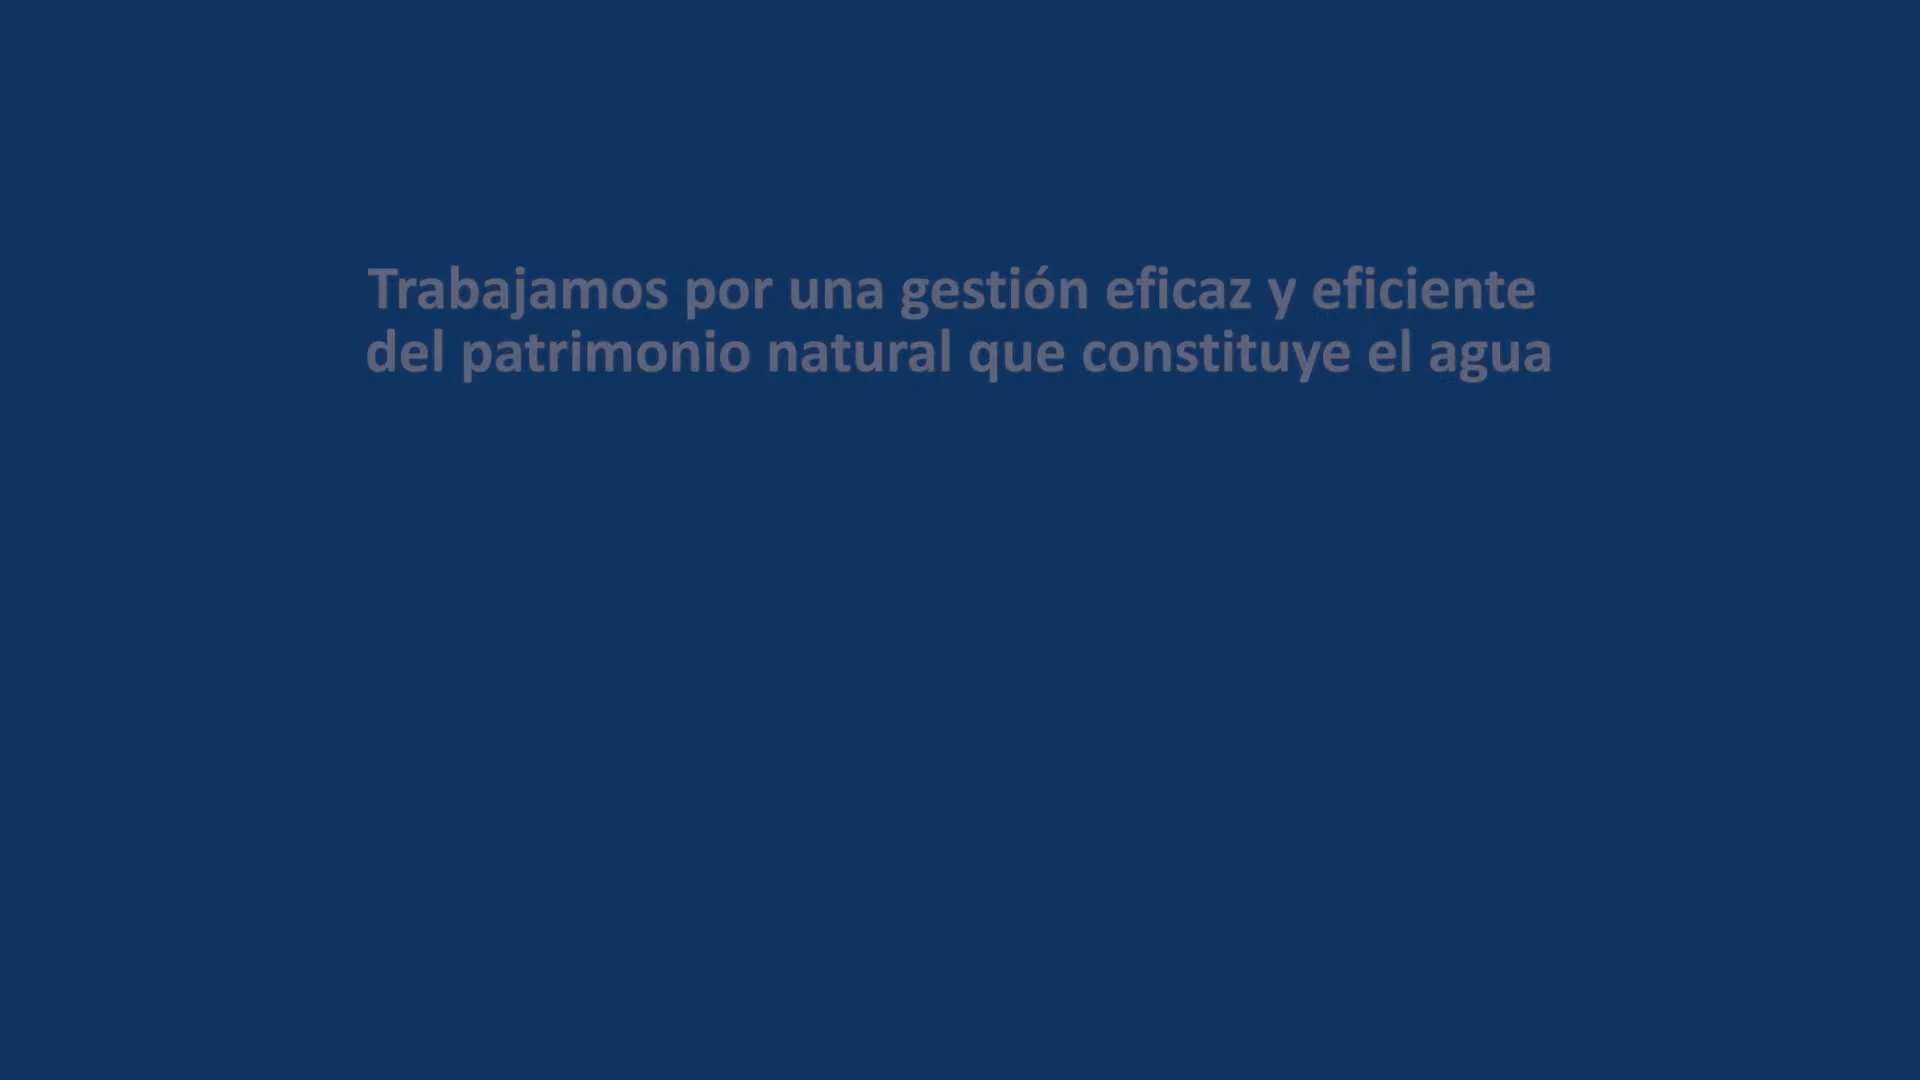 Trabajamos por una gestión eficaz y eficiente
del patrimonio natural que constituye el agua